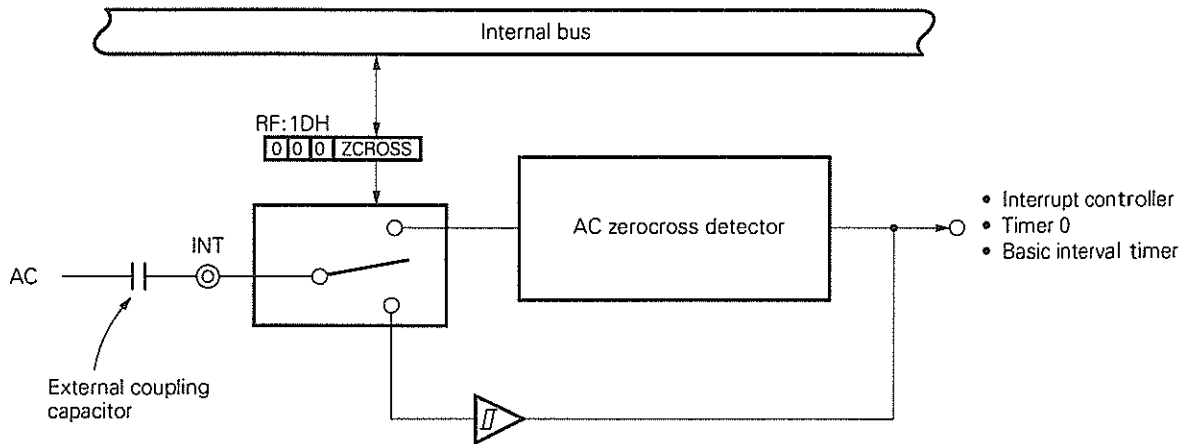 Internal bus
RF: 1DH
0 0 0 ZCROSS
AC zerocross detector
• Interrupt controller
• Timer 0
• Basic interval timer
INT
AC
External coupling
capacitor